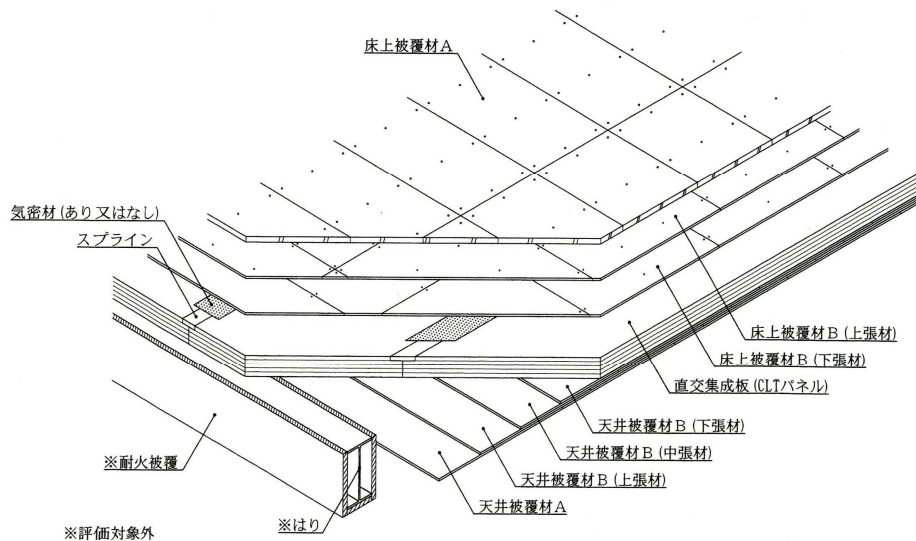 床上被覆材A
気密材(あり又はなし)
スプライン
床上被覆材B(上張材)
床上被覆材B(下張材)
直交集成板(CLTパネル)
天井被覆材B(下張材)
天井被覆材B(中張材)
天井被覆材B(上張材)
天井被覆材A
※耐火被覆
※はり
※評価対象外